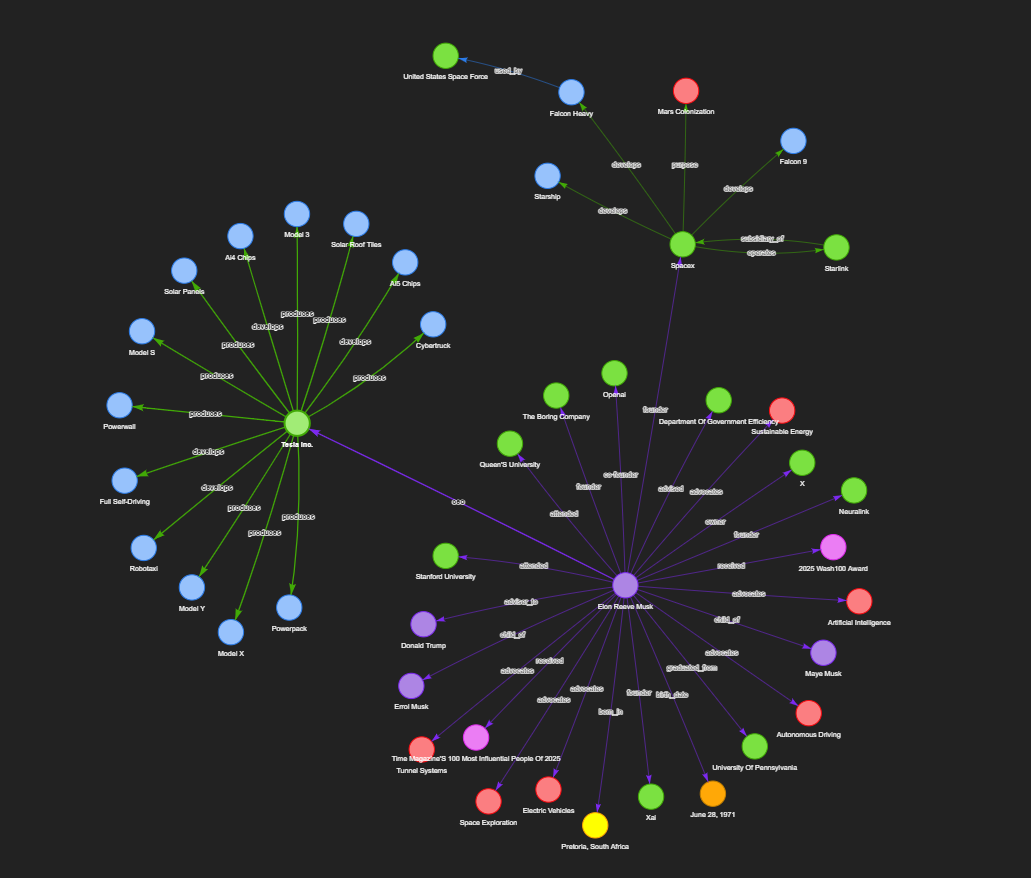 United States Space Force
used_by
Falcon Heavy
Mars Colonization
Falcon 9
develops
purpose
Starship
develops
develops
subsidiary_of
Spacex
operates
Starlink
Model 3
Solar Roof Tiles
AI4 Chips
AI5 Chips
Solar Panels
produces
produces
develops
develops
Cybertruck
Model S
produces
produces
produces
Powerwall
produces
Tesla Inc.
develops
Full Self-Driving
develops
produces
produces
produces
Robotaxi
Model Y
Powerpack
Model X
ceo
Openai
The Boring Company
founder
Department Of Government Efficiency
Sustainable Energy
Queen'S University
X
co-founder
founder
advised
advocates
Neuralink
attended
owner
founder
Stanford University
attended
received
2025 Wash100 Award
advisor_to
Elon Reeve Musk
advocates
Artificial Intelligence
Donald Trump
child_of
child_of
advocates
Maye Musk
received
advocates
graduated_from
Errol Musk
advocates
advocates
founder
birth_date
born_in
Autonomous Driving
Time Magazine'S 100 Most Influential People Of 2025
Tunnel Systems
University Of Pennsylvania
Space Exploration
Electric Vehicles
Xai
June 28, 1971
Pretoria, South Africa